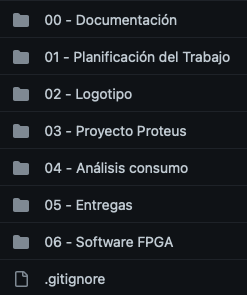 00 - Documentación
01 - Planificación del Trabajo
02 - Logotipo
03 - Proyecto Proteus
04 - Análisis consumo
05 - Entregas
06 - Software FPGA
.gitignore